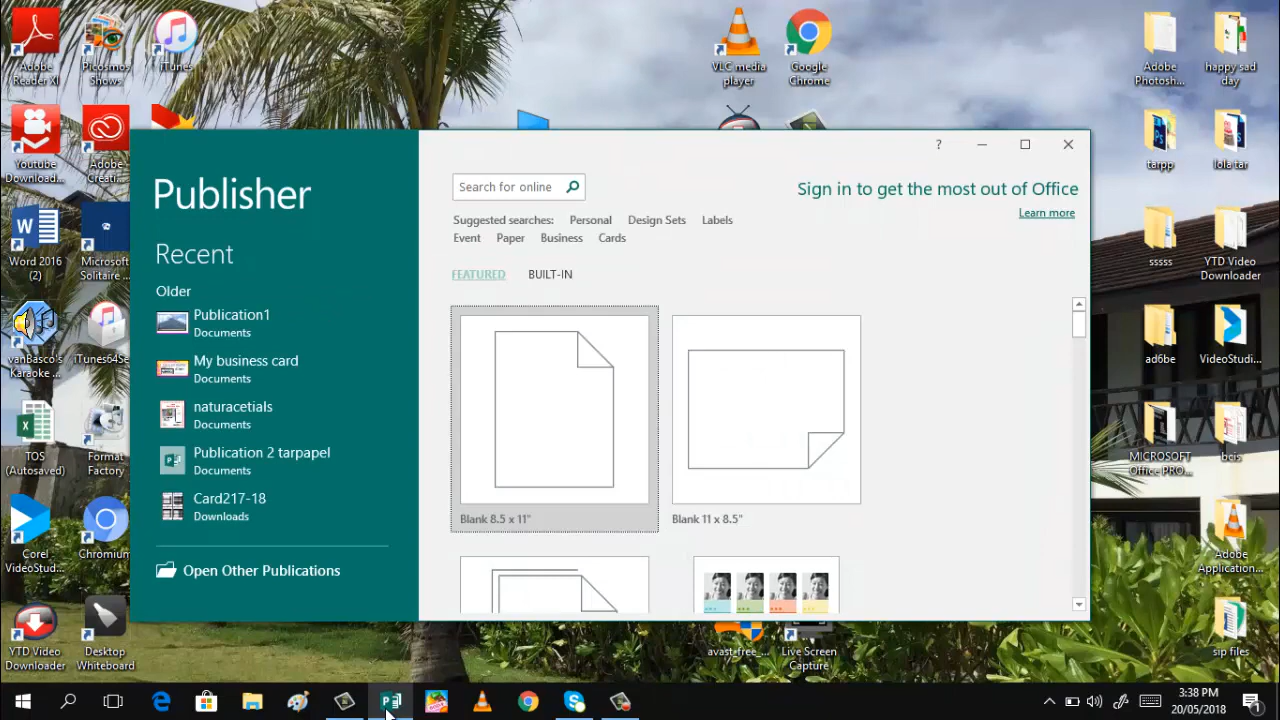 Adobe
Reader XI
Picosmos
Shows
iTunes
VLC media
player
Google
Chrome
Adobe
Photosh...
happy sad
day
Youtube
Download...
Adobe
Creati...
tarpp
lola tar
Word 2016
(2)
Microsoft
Solitaire ...
sssss
YTD Video
Downloader
vanBasco's
Karaoke ...
iTunes64Se...
ad6be
VideoStudi...
TOS
(Autosaved)
Format
Factory
MICROSOFT
Office PRO...
bcis
Corel
VideoStud...
Chromium
Adobe
Application...
YTD Video
Downloader
Desktop
Whiteboard
avast-free_...
Live Screen
Capture
sip files
Publisher
Recent
Older
Publication1
Documents
My business card
Documents
naturacetials
Documents
Publication 2 tarpapel
Documents
Card217-18
Downloads
Open Other Publications
?
Search for online
Sign in to get the most out of Office
Learn more
Suggested searches: Personal Design Sets Labels
Event Paper Business Cards
FEATURED BUILT-IN
Blank 8.5 x 11"
Blank 11 x 8.5"
3:38 PM
20/05/2018
1